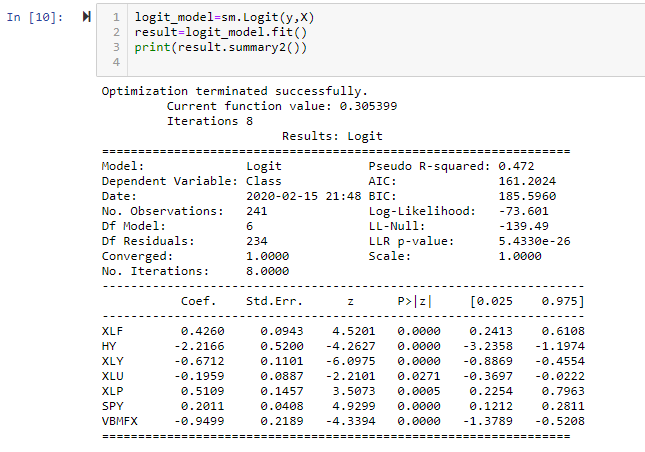 In [10]:
1 logit_model=sm.Logit(y,X)
2 result=logit_model.fit()
3 print(result.summary2())
4
Optimization terminated successfully.
Current function value: 0.305399
Iterations 8
Results: Logit
=================================================================
Model: Logit Pseudo R-squared: 0.472
Dependent Variable: Class AIC: 161.2024
Date: 2020-02-15 21:48 BIC: 185.5960
No. Observations: 241 Log-Likelihood: -73.601
Df Model: 6 LL-Null: -139.49
Df Residuals: 234 LLR p-value: 5.4330e-26
Converged: 1.0000 Scale: 1.0000
No. Iterations: 8.0000
-------------------------------------------------------------------
Coef. Std.Err. z P>|z| [0.025 0.975]
-------------------------------------------------------------------
XLF 0.4260 0.0943 4.5201 0.0000 0.2413 0.6108
HY -2.2166 0.5200 -4.2627 0.0000 -3.2358 -1.1974
XLY -0.6712 0.1101 -6.0975 0.0000 -0.8869 -0.4554
XLU -0.1959 0.0887 -2.2101 0.0271 -0.3697 -0.0222
XLP 0.5109 0.1457 3.5073 0.0005 0.2254 0.7963
SPY 0.2011 0.0408 4.9299 0.0000 0.1212 0.2811
VBMFX -0.9499 0.2189 -4.3394 0.0000 -1.3789 -0.5208
=================================================================